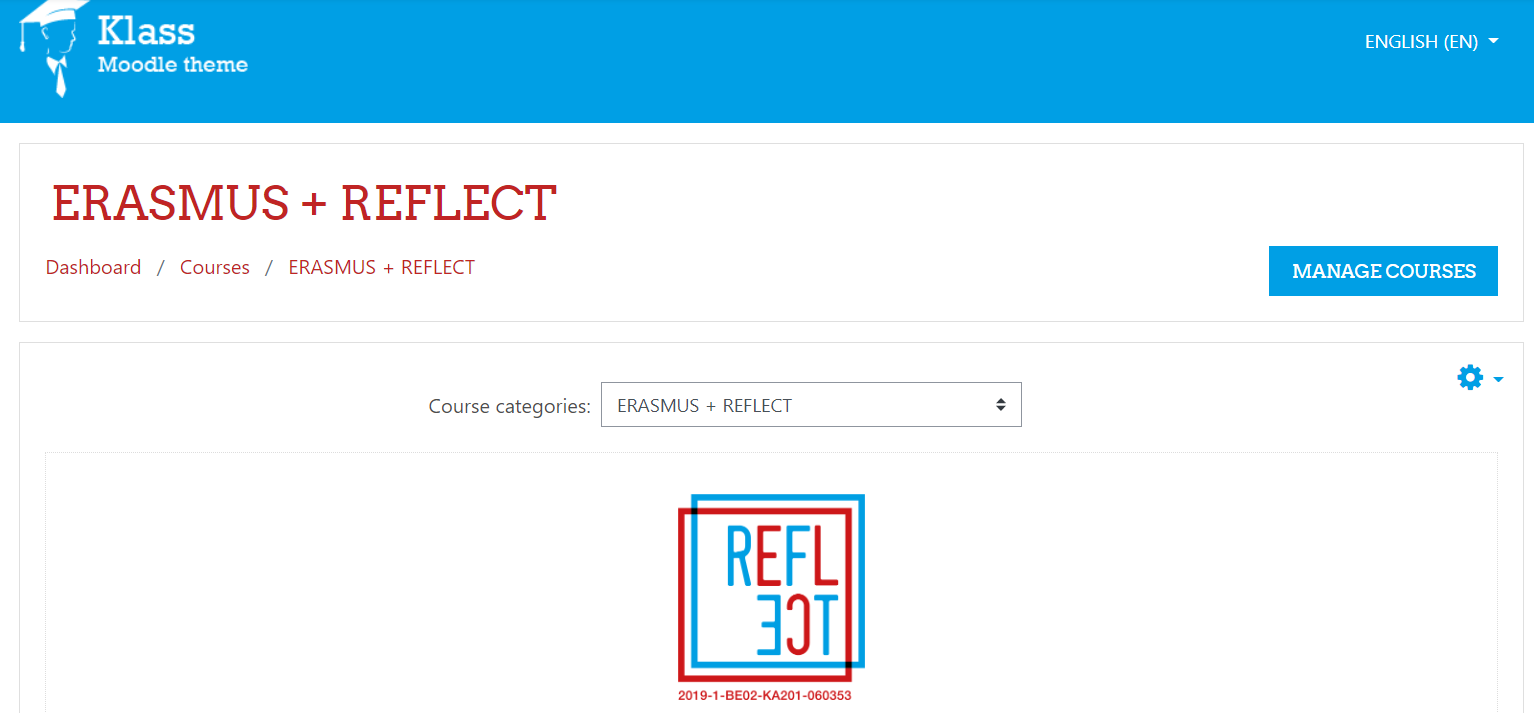 Klass
Moodle theme
ENGLISH (EN)
ERASMUS + REFLECT
Dashboard / Courses / ERASMUS + REFLECT
MANAGE COURSES
Course categories: ERASMUS + REFLECT
REFL
ECT
2019-1-BE02-KA201-060353